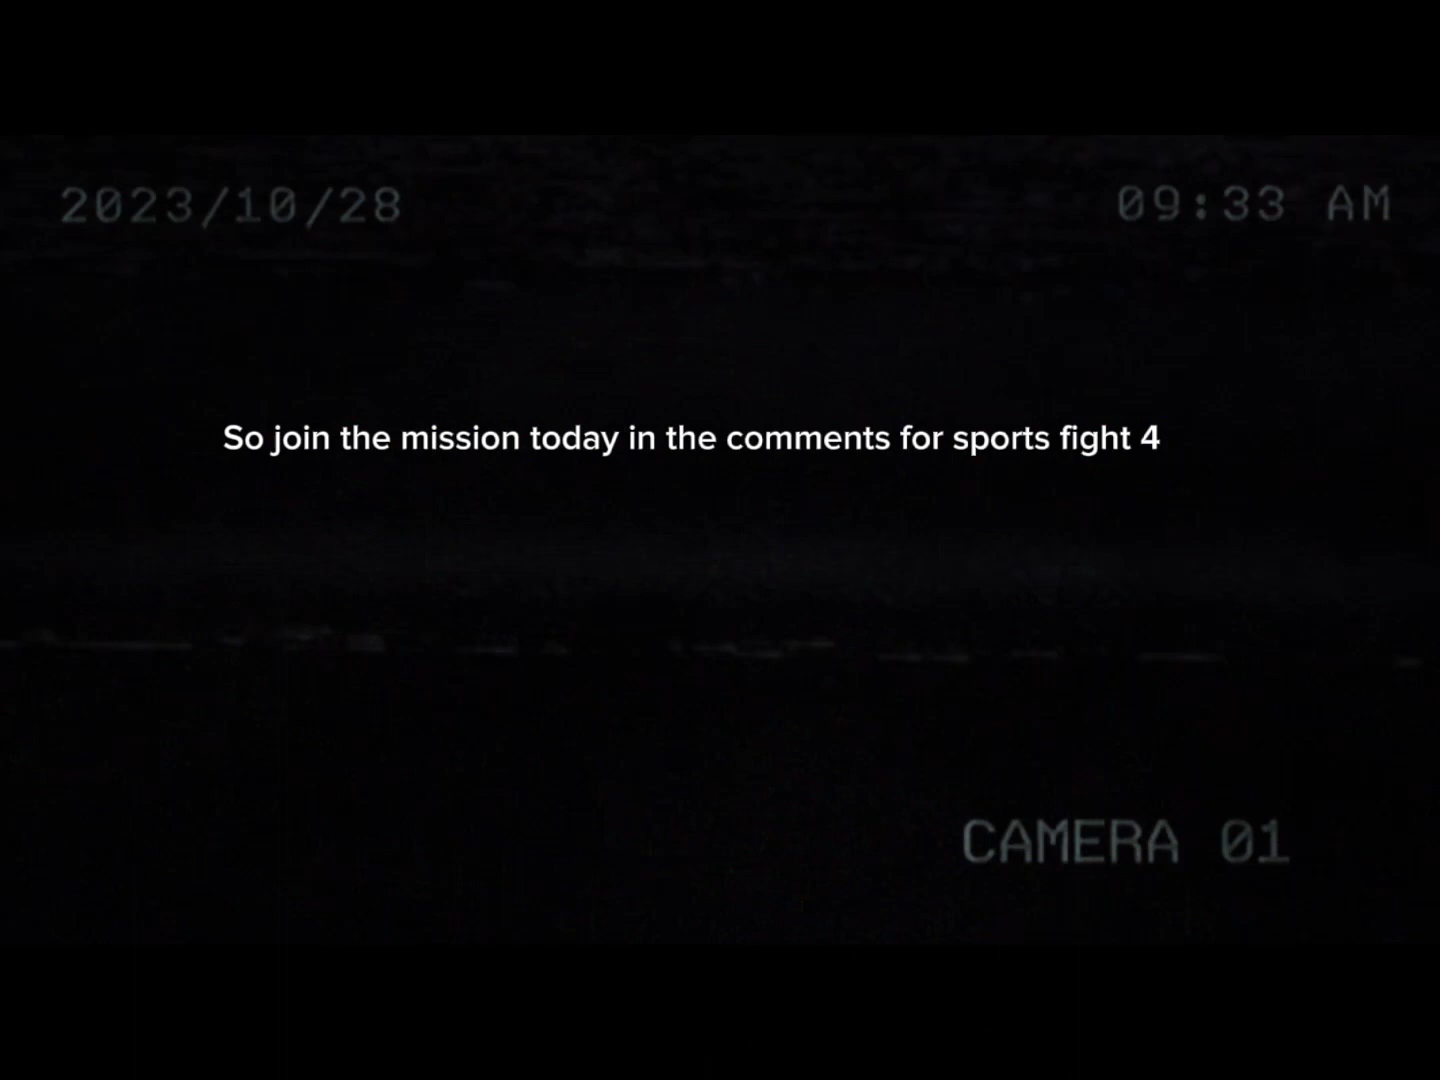 2023/10/28 09:33 AM
So join the mission today in the comments for sports fight 4
CAMERA 01